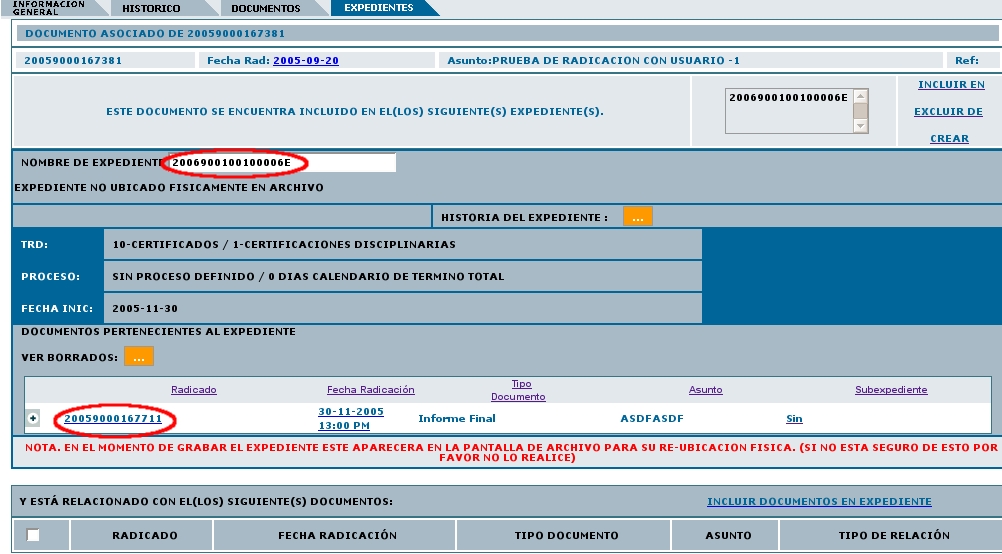 INFORMACION GENERAL HISTORICO DOCUMENTOS EXPEDIENTES
DOCUMENTO ASOCIADO DE 20059000167381
20059000167381 Fecha Rad: 2005-09-20 Asunto:PRUEBA DE RADICACION CON USUARIO -1 Ref:
ESTE DOCUMENTO SE ENCUENTRA INCLUIDO EN EL(LOS) SIGUIENTE(S) EXPEDIENTE(S).
2006900100100006E
INCLUIR EN
EXCLUIR DE
CREAR
NOMBRE DE EXPEDIENTE 2006900100100006E
EXPEDIENTE NO UBICADO FISICAMENTE EN ARCHIVO
HISTORIA DEL EXPEDIENTE : ...
TRD: 10-CERTIFICADOS / 1-CERTIFICACIONES DISCIPLINARIAS
PROCESO: SIN PROCESO DEFINIDO / 0 DIAS CALENDARIO DE TERMINO TOTAL
FECHA INIC: 2005-11-30
DOCUMENTOS PERTENECIENTES AL EXPEDIENTE
VER BORRADOS: ...
Radicado Fecha Radicación Tipo Documento Asunto Subexpediente
20059000167711 30-11-2005 13:00 PM Informe Final ASDFASDF Sin
NOTA. EN EL MOMENTO DE GRABAR EL EXPEDIENTE ESTE APARECERA EN LA PANTALLA DE ARCHIVO PARA SU RE-UBICACION FISICA. (SI NO ESTA SEGURO DE ESTO POR
FAVOR NO LO REALICE)
Y ESTÁ RELACIONADO CON EL(LOS) SIGUIENTE(S) DOCUMENTOS: INCLUIR DOCUMENTOS EN EXPEDIENTE
RADICADO FECHA RADICACIÓN TIPO DOCUMENTO ASUNTO TIPO DE RELACIÓN